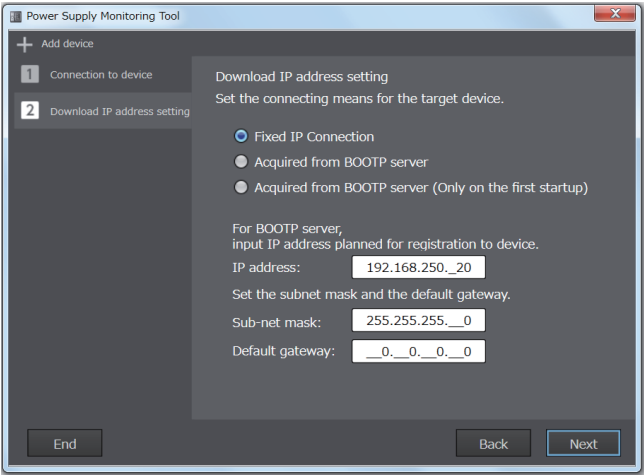 Power Supply Monitoring Tool
Add device
1 Connection to device
2 Download IP address setting
Download IP address setting
Set the connecting means for the target device.
Fixed IP Connection
Acquired from BOOTP server
Acquired from BOOTP server (Only on the first startup)
For BOOTP server,
input IP address planned for registration to device.
IP address: 192.168.250._20
Set the subnet mask and the default gateway.
Sub-net mask: 255.255.255.__0
Default gateway: __0.__0.__0.__0
End
Back
Next